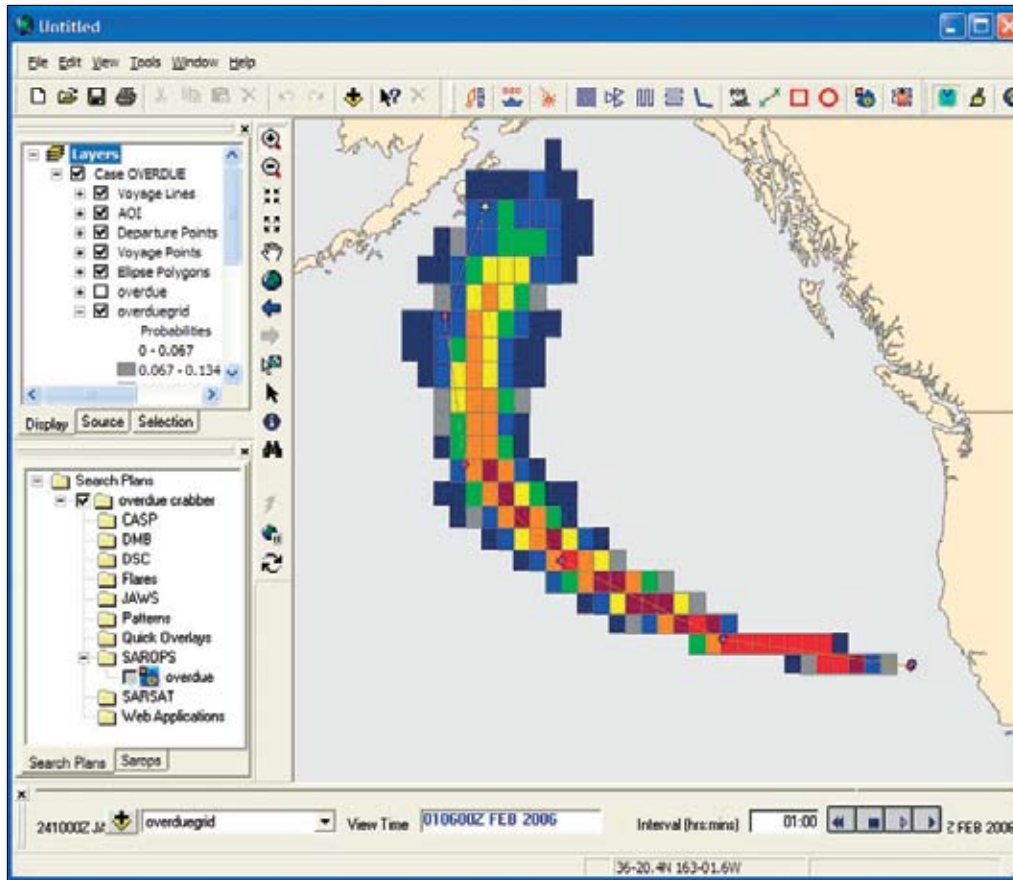 Untitled
File Edit View Tools Window Help
Layers
Case OVERDUE
Voyage Lines
AOI
Departure Points
Voyage Points
Ellipse Polygons
overdue
overduegrid
Probabilities
0 - 0.067
0.067 - 0.134
Display Source Selection
Search Plans
overdue crabber
CASP
DMB
DSC
Flares
JAWS
Patterns
Quick Overlays
SAROPS
overdue
SARSAT
Web Applications
Search Plans Sarops
241000Z overduegrid View Time 010600Z FEB 2006 Interval (hrs:mins) 01:00 Z FEB 2006
36-20.4N 163-01.6W